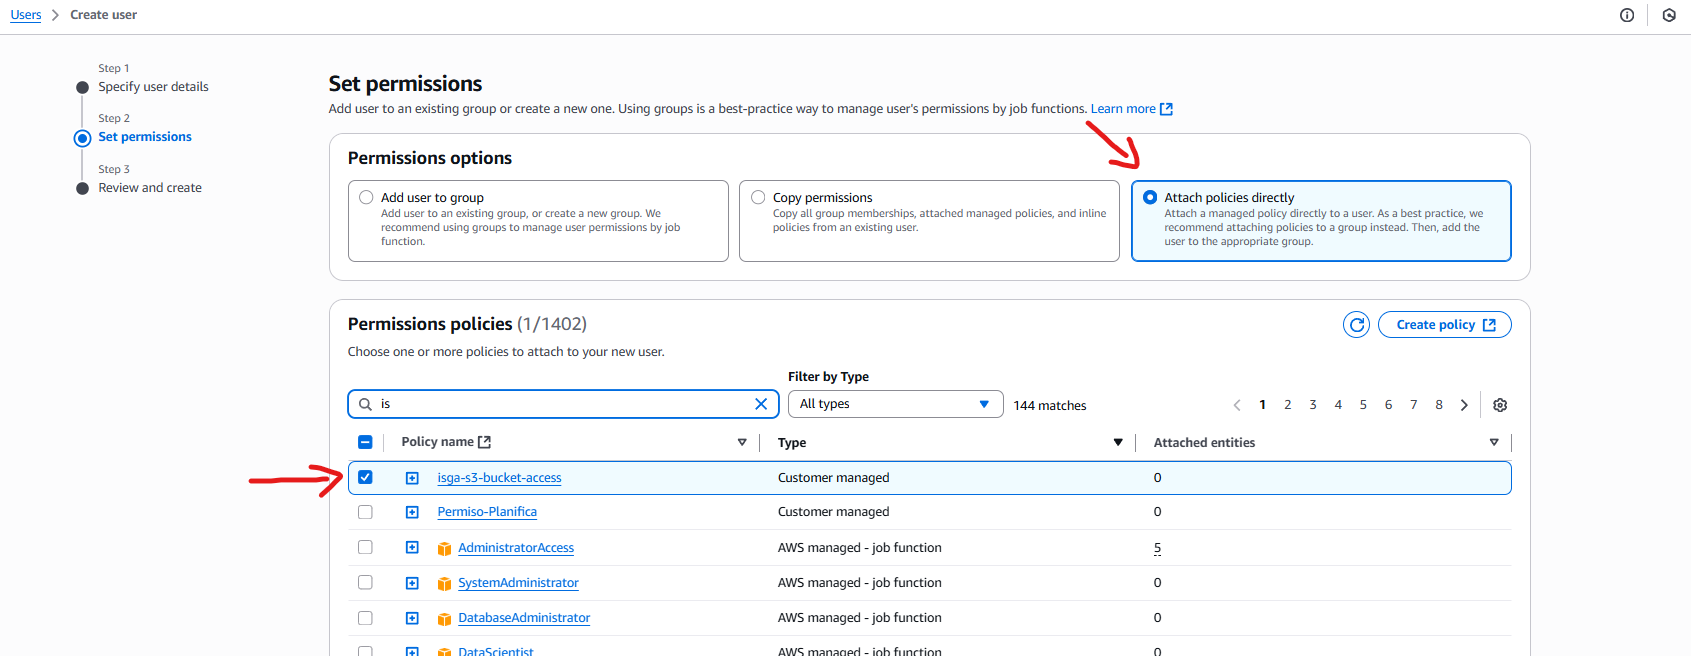 Users > Create user
Step 1
Specify user details
Step 2
Set permissions
Step 3
Review and create
Set permissions
Add user to an existing group or create a new one. Using groups is a best-practice way to manage user's permissions by job functions. Learn more
Permissions options
Add user to group
Add user to an existing group, or create a new group. We
recommend using groups to manage user permissions by job
function.
Copy permissions
Copy all group memberships, attached managed policies, and inline
policies from an existing user.
Attach policies directly
Attach a managed policy directly to a user. As a best practice, we
recommend attaching policies to a group instead. Then, add the
user to the appropriate group.
Permissions policies (1/1402)
Create policy
Choose one or more policies to attach to your new user.
Filter by Type
is
All types
144 matches
1 2 3 4 5 6 7 8
Policy name Type Attached entities
isga-s3-bucket-access Customer managed 0
Permiso-Planifica Customer managed 0
AdministratorAccess AWS managed - job function 5
SystemAdministrator AWS managed - job function 0
DatabaseAdministrator AWS managed - job function 0
DataScientist AWS managed - job function 0